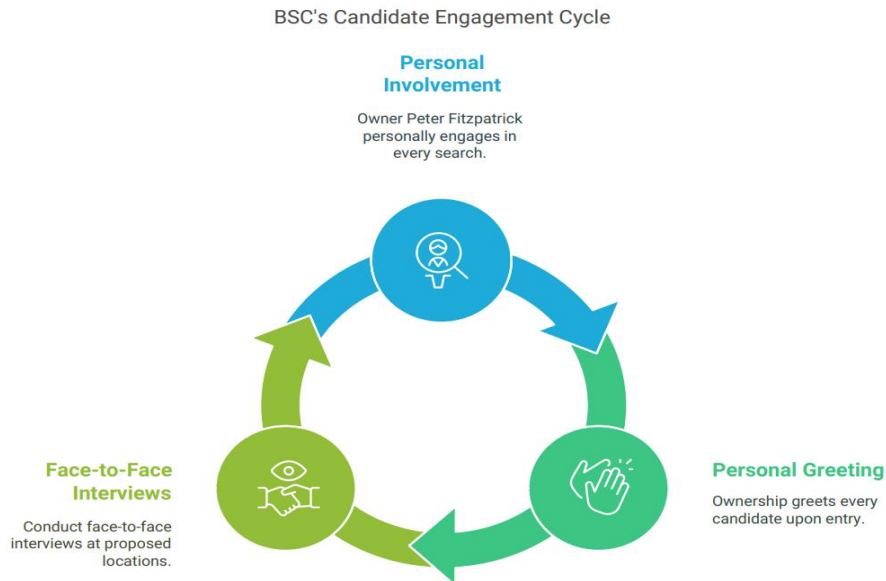 BSC's Candidate Engagement Cycle
Personal
Involvement
Owner Peter Fitzpatrick
personally engages in
every search.
Personal Greeting
Ownership greets every
candidate upon entry.
Face-to-Face
Interviews
Conduct face-to-face
interviews at proposed
locations.